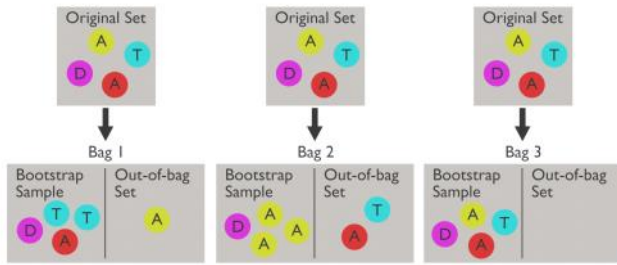 Original Set
A
T
D
A
Original Set
A
T
D
A
Original Set
A
T
D
A
Bag 1
Bootstrap Sample
T
T
D
A
Out-of-bag Set
A
Bag 2
Bootstrap Sample
A
D
A
A
Out-of-bag Set
T
A
Bag 3
Bootstrap Sample
A
T
D
A
Out-of-bag Set